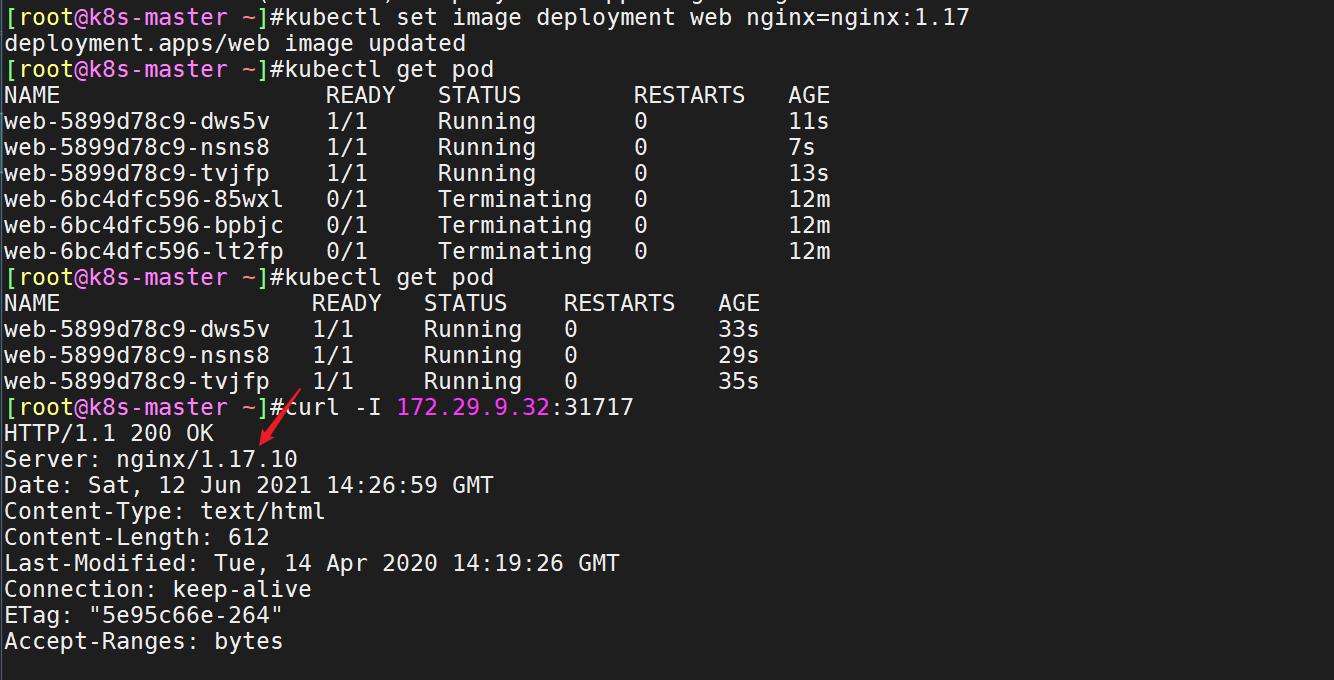 [root@k8s-master ~]#kubectl set image deployment web nginx=nginx:1.17
deployment.apps/web image updated
[root@k8s-master ~]#kubectl get pod
NAME READY STATUS RESTARTS AGE
web-5899d78c9-dws5v 1/1 Running 0 11s
web-5899d78c9-nsns8 1/1 Running 0 7s
web-5899d78c9-tvjfp 1/1 Running 0 13s
web-6bc4dfc596-85wxl 0/1 Terminating 0 12m
web-6bc4dfc596-bpbjc 0/1 Terminating 0 12m
web-6bc4dfc596-lt2fp 0/1 Terminating 0 12m
[root@k8s-master ~]#kubectl get pod
NAME READY STATUS RESTARTS AGE
web-5899d78c9-dws5v 1/1 Running 0 33s
web-5899d78c9-nsns8 1/1 Running 0 29s
web-5899d78c9-tvjfp 1/1 Running 0 35s
[root@k8s-master ~]#curl -I 172.29.9.32:31717
HTTP/1.1 200 OK
Server: nginx/1.17.10
Date: Sat, 12 Jun 2021 14:26:59 GMT
Content-Type: text/html
Content-Length: 612
Last-Modified: Tue, 14 Apr 2020 14:19:26 GMT
Connection: keep-alive
ETag: "5e95c66e-264"
Accept-Ranges: bytes